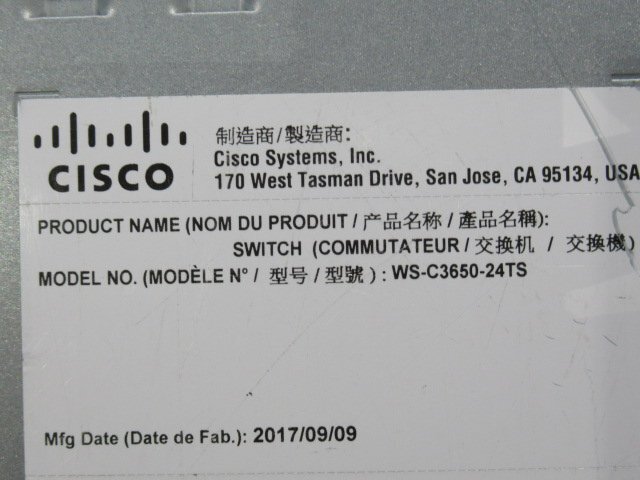 CISCO
制造商/製造商:
Cisco Systems, Inc.
170 West Tasman Drive, San Jose, CA 95134, USA
PRODUCT NAME (NOM DU PRODUIT / 产品名称 / 產品名稱):
SWITCH (COMMUTATEUR / 交换机 / 交換機)
MODEL NO. (MODÈLE N° / 型号 / 型號) : WS-C3650-24TS
Mfg Date (Date de Fab.): 2017/09/09